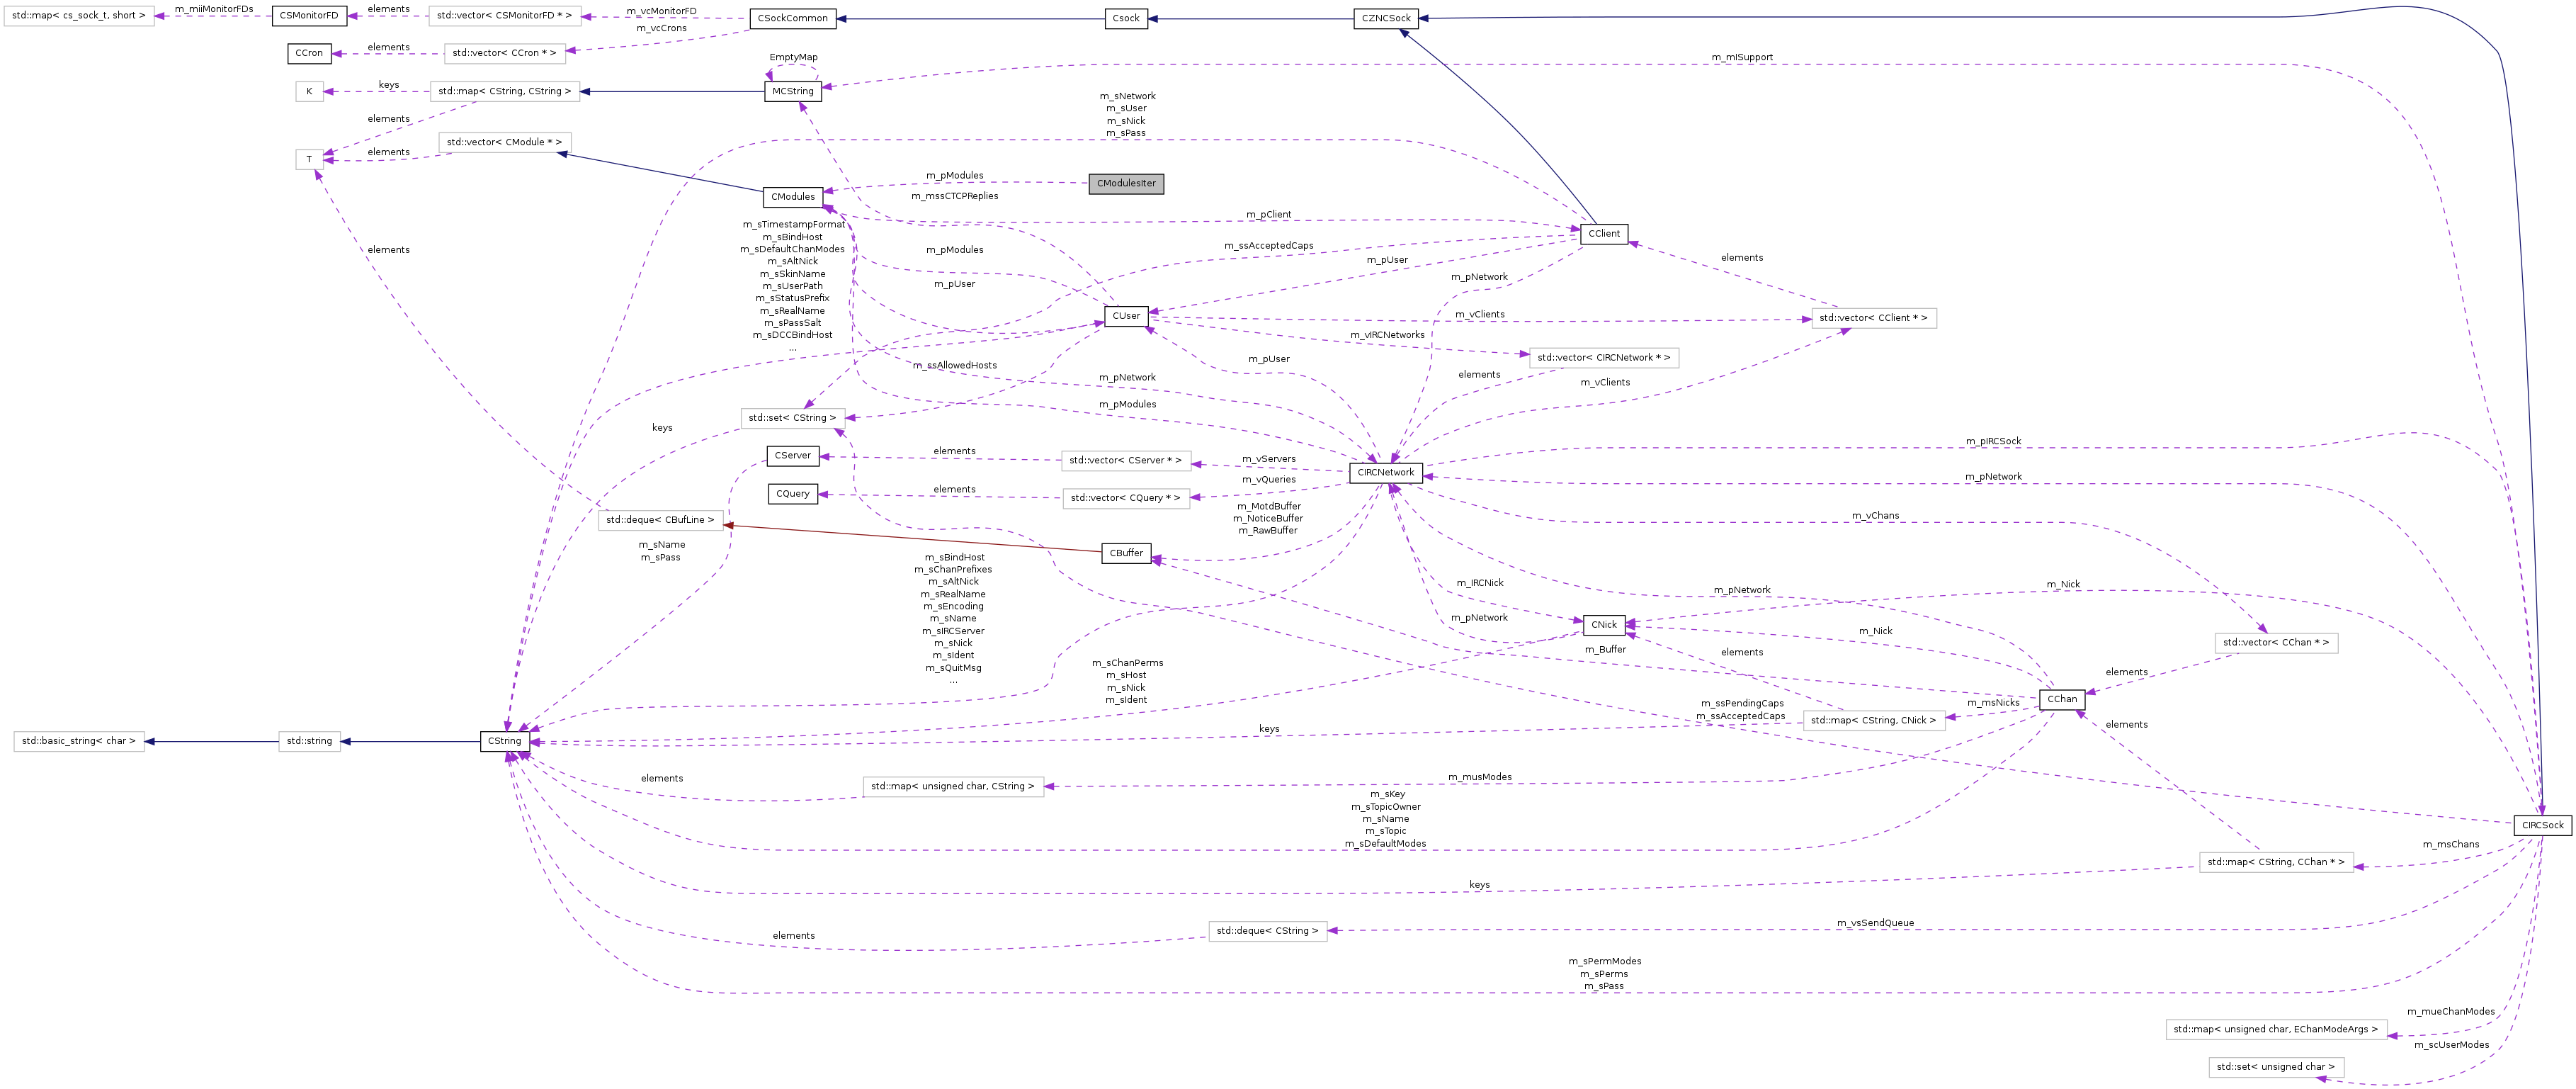 std::map< cs_sock_t, short >
m_miiMonitorFDs
CSMonitorFD
elements
std::vector< CSMonitorFD * >
m_vcMonitorFD
CSockCommon
Csock
CZNCSock
m_vcCrons
CCron
elements
std::vector< CCron * >
EmptyMap
m_mISupport
K
keys
std::map< CString, CString >
MCString
elements
m_sNetwork
m_sUser
m_sNick
m_sPass
std::vector< CModule * >
elements
T
m_pModules
CModulesIter
CModules
m_mssCTCPReplies
m_pClient
CClient
m_sTimestampFormat
m_sBindHost
m_sDefaultChanModes
m_sAltNick
m_sSkinName
m_sUserPath
m_sStatusPrefix
m_sRealName
m_sPassSalt
m_sDCCBindHost
...
elements
m_pModules
m_ssAcceptedCaps
m_pUser
elements
m_pNetwork
m_pUser
CUser
m_vClients
std::vector< CClient * >
m_vIRCNetworks
std::vector< CIRCNetwork * >
m_pUser
m_ssAllowedHosts
m_pNetwork
elements
m_vClients
m_pModules
std::set< CString >
keys
m_pIRCSock
CServer
elements
std::vector< CServer * >
m_vServers
CIRCNetwork
m_pNetwork
m_vQueries
CQuery
elements
std::vector< CQuery * >
m_MotdBuffer
m_NoticeBuffer
m_RawBuffer
m_vChans
std::deque< CBufLine >
m_sName
m_sPass
CBuffer
m_sBindHost
m_sChanPrefixes
m_sAltNick
m_sRealName
m_sEncoding
m_sName
m_sIRCServer
m_sNick
m_sIdent
m_sQuitMsg
...
m_IRCNick
m_pNetwork
m_Nick
m_pNetwork
CNick
m_Nick
std::vector< CChan * >
m_Buffer
elements
elements
m_sChanPerms
m_sHost
m_sNick
m_sIdent
CChan
m_msNicks
m_ssPendingCaps
m_ssAcceptedCaps
std::map< CString, CNick >
elements
keys
std::basic_string< char >
std::string
CString
elements
std::map< unsigned char, CString >
m_musModes
m_sKey
m_sTopicOwner
m_sName
m_sTopic
m_sDefaultModes
CIRCSock
m_msChans
std::map< CString, CChan * >
keys
m_vsSendQueue
std::deque< CString >
elements
m_sPermModes
m_sPerms
m_sPass
m_mueChanModes
std::map< unsigned char, EChanModeArgs >
m_scUserModes
std::set< unsigned char >